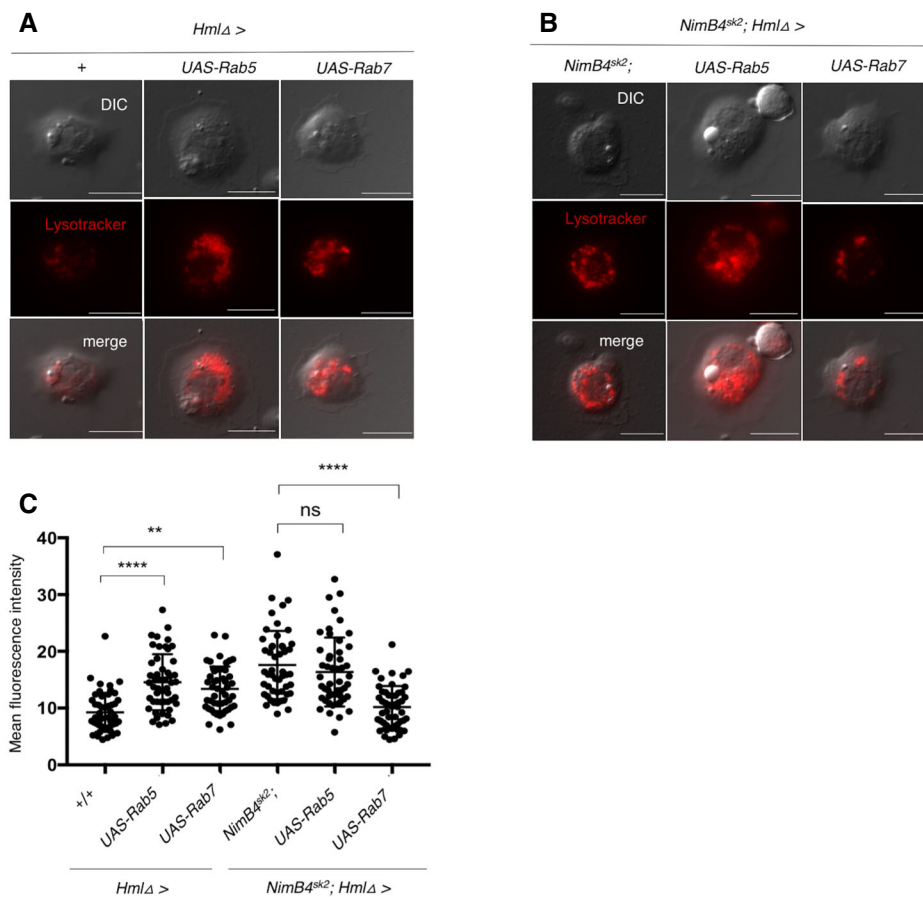 A
HmlΔ >
+ UAS-Rab5 UAS-Rab7
DIC
Lysotracker
merge
B
NimB4sk2; HmlΔ >
NimB4sk2; UAS-Rab5 UAS-Rab7
DIC
Lysotracker
merge
C
****
ns
**
****
Mean fluorescence intensity
40
30
20
10
0
+/+ UAS-Rab5 UAS-Rab7 NimB4sk2; UAS-Rab5 UAS-Rab7
HmlΔ > NimB4sk2; HmlΔ >